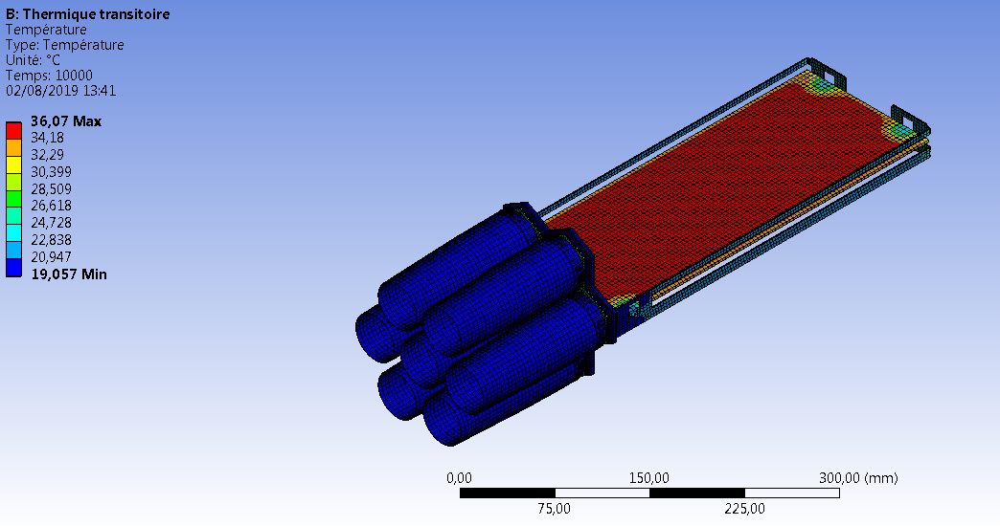 B: Thermique transitoire
Température
Type: Température
Unité: °C
Temps: 10000
02/08/2019 13:41
36,07 Max
34,18
32,29
30,399
28,509
26,618
24,728
22,838
20,947
19,057 Min
0,00 150,00 300,00 (mm)
75,00 225,00